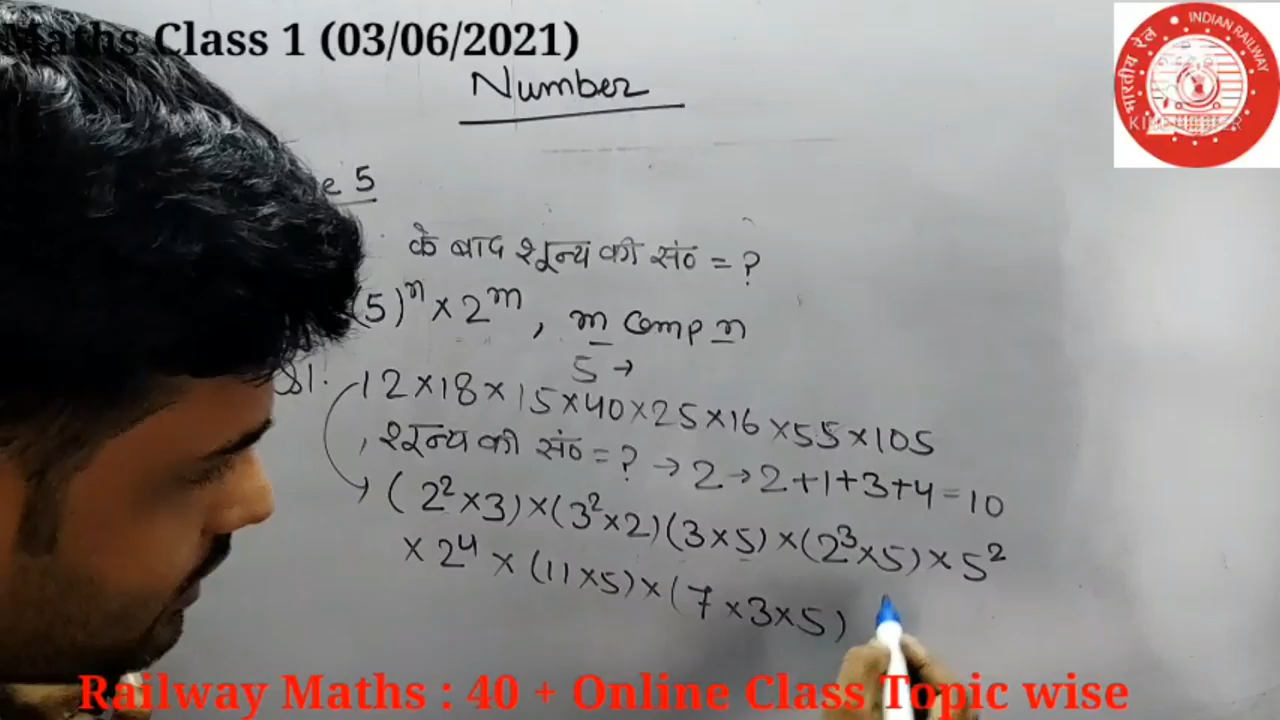 Maths Class 1 (03/06/2021)
INDIAN RAILWAY
भारतीय रेल
Number
e 5
के बाद शून्य की सं० = ?
(5)ⁿ × 2ᵐ , m Comp n
5 →
Q1. 12×18×15×40×25×16×55×105
, शून्य की सं० = ? → 2 → 2+1+3+4 = 10
→ (2²×3)×(3²×2)(3×5)×(2³×5)×5²
× 2⁴ × (11×5)×(7×3×5)
Railway Maths : 40 + Online Class Topic wise